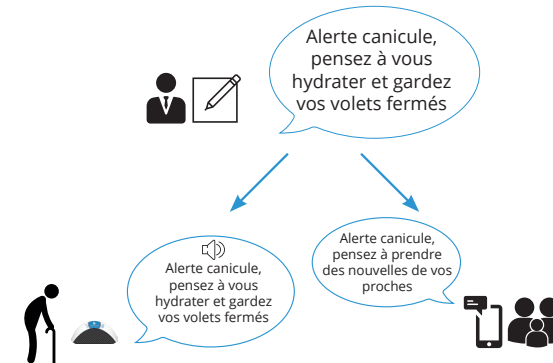 Alerte canicule,
pensez à vous
hydrater et gardez
vos volets fermés
Alerte canicule,
pensez à vous
hydrater et gardez
vos volets fermés
Alerte canicule,
pensez à prendre
des nouvelles de vos
proches